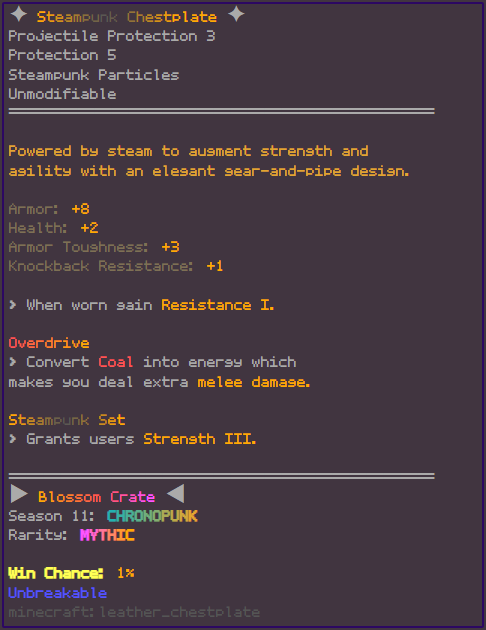 ✦ Steampunk Chestplate ✦
Projectile Protection 3
Protection 5
Steampunk Particles
Unmodifiable
Powered by steam to augment strength and
agility with an elegant gear-and-pipe design.
Armor: +8
Health: +2
Armor Toughness: +3
Knockback Resistance: +1
> When worn gain Resistance I.
Overdrive
> Convert Coal into energy which
makes you deal extra melee damage.
Steampunk Set
> Grants users Strength III.
▶ Blossom Crate ◀
Season 11: CHRONOPUNK
Rarity: MYTHIC
Win Chance: 1%
Unbreakable
minecraft:leather_chestplate